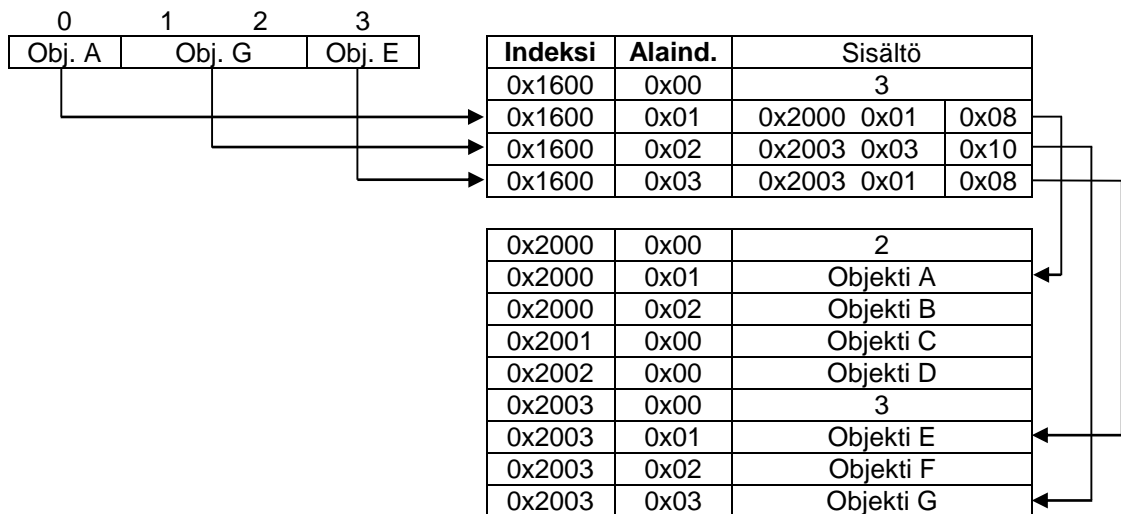 0 1 2 3
Obj. A Obj. G Obj. E
Indeksi Alaind. Sisältö
0x1600 0x00 3
0x1600 0x01 0x2000 0x01 0x08
0x1600 0x02 0x2003 0x03 0x10
0x1600 0x03 0x2003 0x01 0x08
0x2000 0x00 2
0x2000 0x01 Objekti A
0x2000 0x02 Objekti B
0x2001 0x00 Objekti C
0x2002 0x00 Objekti D
0x2003 0x00 3
0x2003 0x01 Objekti E
0x2003 0x02 Objekti F
0x2003 0x03 Objekti G